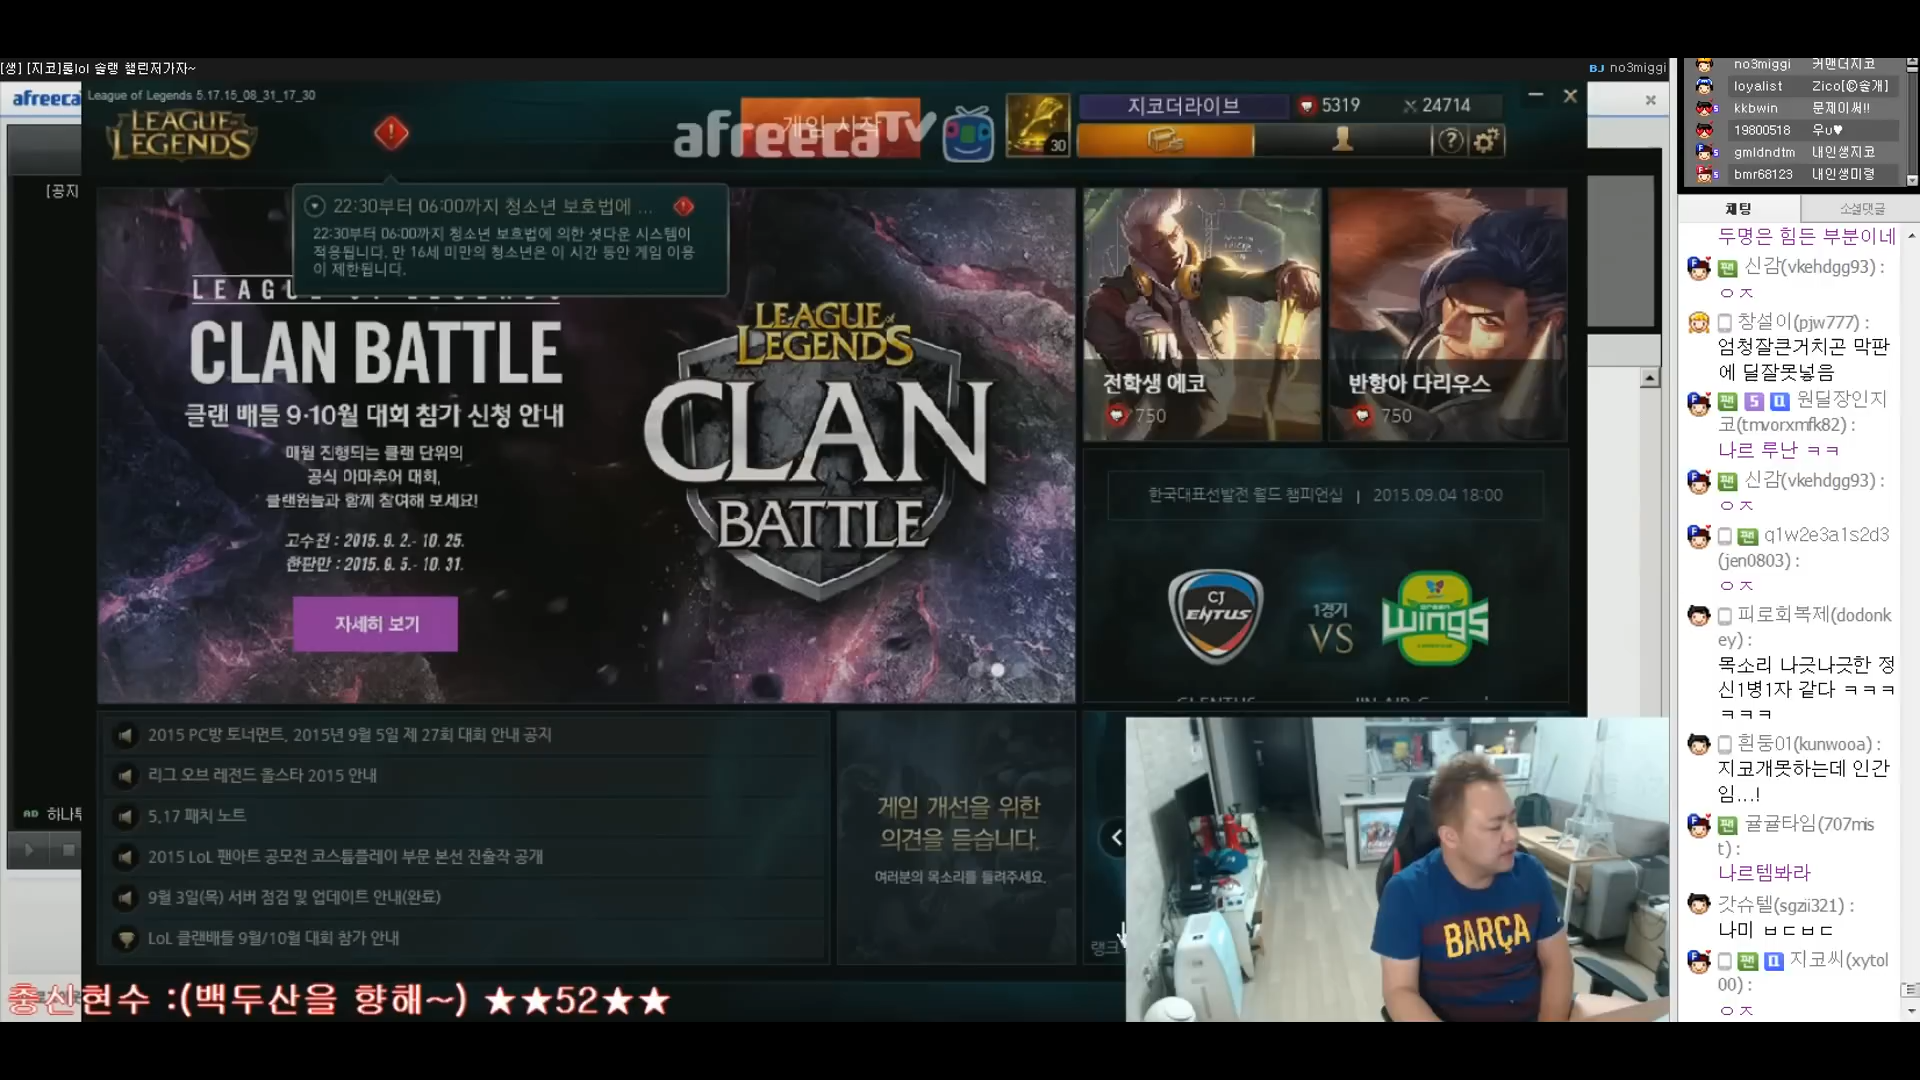 [생] [지코]롤lol 솔랭 챌린저가자~
BJ no3miggi
afreeca
League of Legends 5.17.15_08_31_17_30
LEAGUE of LEGENDS
게임 시작
afreecaTV
30
지코더라이브
5319
24714
[공지
22:30부터 06:00까지 청소년 보호법에 ...
22:30부터 06:00까지 청소년 보호법에 의한 셧다운 시스템이
적용됩니다. 만 16세 미만의 청소년은 이 시간 동안 게임 이용
이 제한됩니다.
CLAN BATTLE
클랜 배틀 9·10월 대회 참가 신청 안내
매월 진행되는 클랜 단위의
공식 아마추어 대회,
클랜원들과 함께 참여해 보세요!
고수전 : 2015. 9. 2.- 10. 25.
한판만 : 2015. 9. 5.- 10. 31.
자세히 보기
LEAGUE of LEGENDS
CLAN
BATTLE
전학생 에코
750
반항아 다리우스
750
한국대표선발전 월드 챔피언십 | 2015.09.04 18:00
CJ ENTUS
1경기
VS
green WINGS
2015 PC방 토너먼트, 2015년 9월 5일 제 27회 대회 안내 공지
리그 오브 레전드 올스타 2015 안내
5.17 패치 노트
2015 LoL 팬아트 공모전 코스튬플레이 부문 본선 진출작 공개
9월 3일(목) 서버 점검 및 업데이트 안내(완료)
LoL 클랜배틀 9월/10월 대회 참가 안내
게임 개선을 위한
의견을 듣습니다.
여러분의 목소리를 들려주세요.
랭크
AD 하나투
BARÇA
충신현수 :(백두산을 향해~) ★★52★★
no3miggi 커맨더지코
loyalist Zico[©솔개]
kkbwin 문제이써!!
19800518 우υ♥
gmldndtm 내인생지코
bmr68123 내인생미령
채팅
소셜댓글
두명은 힘든 부분이네
팬 신감(vkehdgg93) :
ㅇㅈ
창설이(pjw777) :
엄청잘큰거치곤 막판
에 딜잘못넣음
팬 S 원딜장인지
코(tmvorxmfk82) :
나르 루난 ㅋㅋ
팬 신감(vkehdgg93) :
ㅇㅈ
팬 q1w2e3a1s2d3
(jen0803) :
ㅇㅈ
피로회복제(dodonk
ey) :
목소리 나긋나긋한 정
신1병1자 같다 ㅋㅋㅋ
ㅋㅋㅋ
흰둥01(kunwooa) :
지코개못하는데 인간
임...!
팬 귤귤타임(707mis
t) :
나르템봐라
갓슈텔(sgzii321) :
나미 ㅂㄷㅂㄷ
팬 지코씨(xytol
00) :
ㅇㅈ